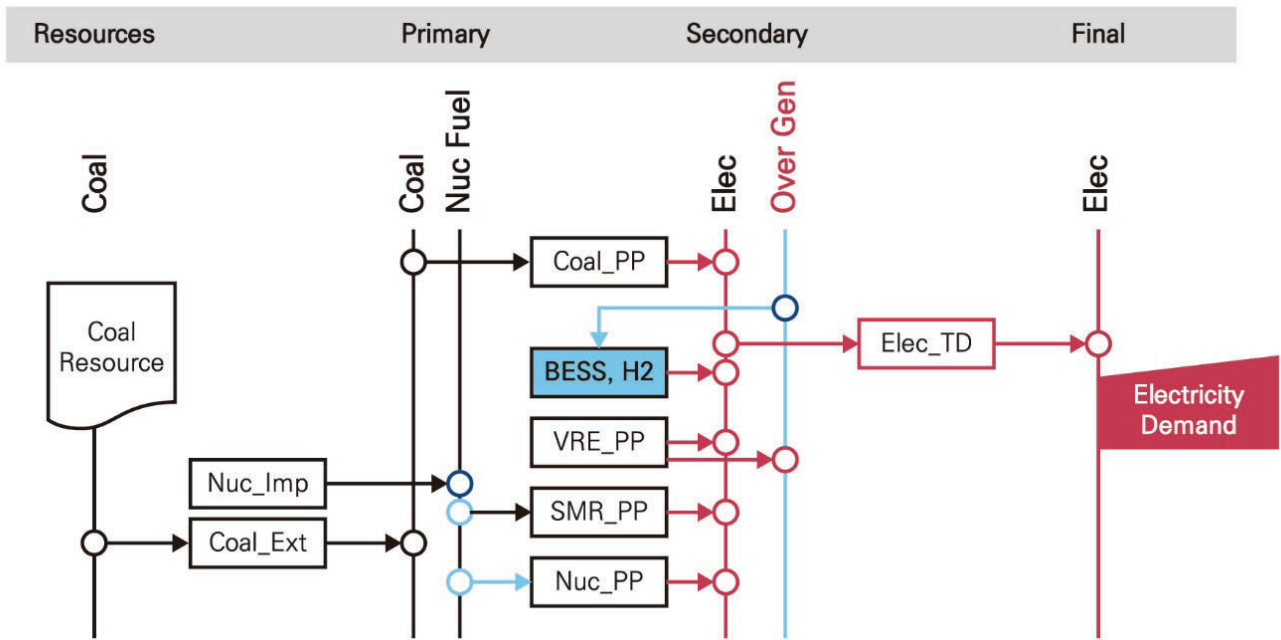 Resources Primary Secondary Final
Coal
Coal
Nuc Fuel
Elec
Over Gen
Elec
Coal_PP
Coal
Resource
Elec_TD
BESS, H2
Electricity
Demand
VRE_PP
Nuc_Imp
SMR_PP
Coal_Ext
Nuc_PP